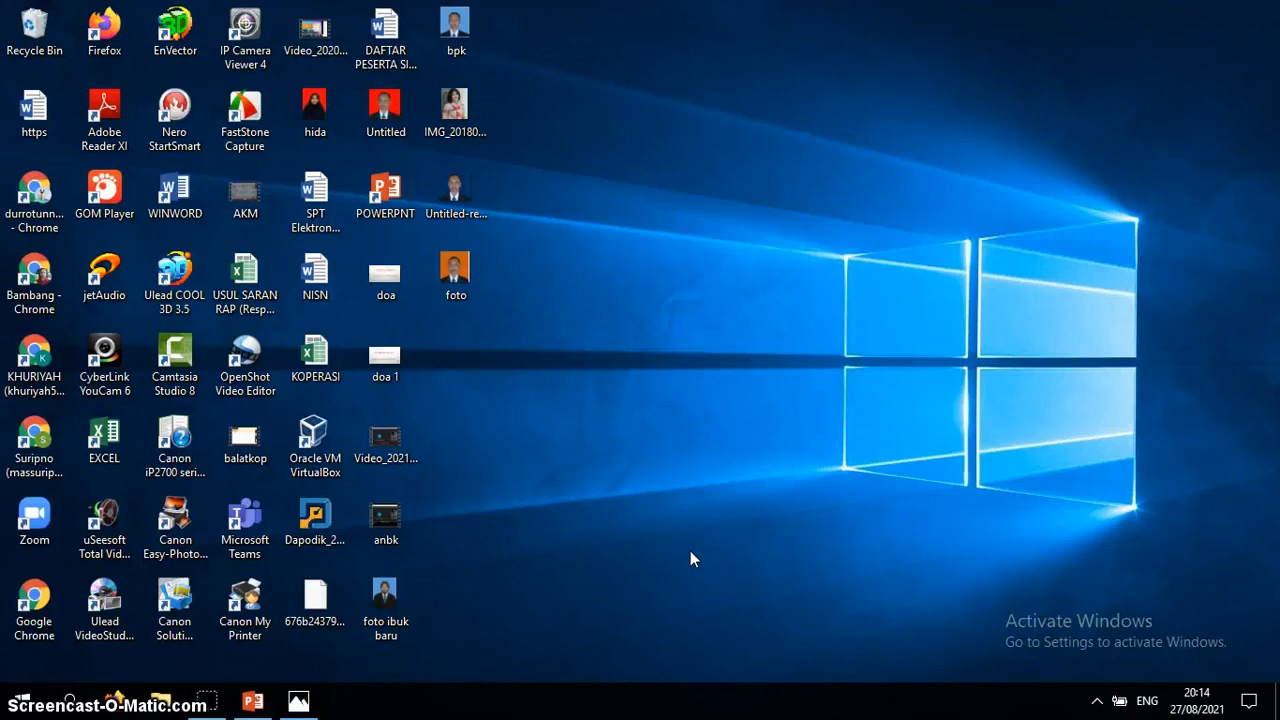 Recycle Bin
Firefox
EnVector
IP Camera
Viewer 4
Video_2020...
DAFTAR
PESERTA SI...
bpk
https
Adobe
Reader XI
Nero
StartSmart
FastStone
Capture
hida
Untitled
IMG_20180...
durrotunn...
- Chrome
GOM Player
WINWORD
AKM
SPT
Elektron...
POWERPNT
Untitled-re...
Bambang -
Chrome
jetAudio
Ulead COOL
3D 3.5
USUL SARAN
RAP (Resp...
NISN
doa
foto
KHURIYAH
(khuriyah5...
CyberLink
YouCam 6
Camtasia
Studio 8
OpenShot
Video Editor
KOPERASI
doa 1
Suripno
(massurip...
EXCEL
Canon
iP2700 seri...
balatkop
Oracle VM
VirtualBox
Video_2021...
Zoom
uSeesoft
Total Vid...
Canon
Easy-Photo...
Microsoft
Teams
Dapodik_2...
anbk
Google
Chrome
Ulead
VideoStud...
Canon
Soluti...
Canon My
Printer
676b24379...
foto ibuk
baru
Activate Windows
Go to Settings to activate Windows.
Screencast-O-Matic.com
ENG
20:14
27/08/2021